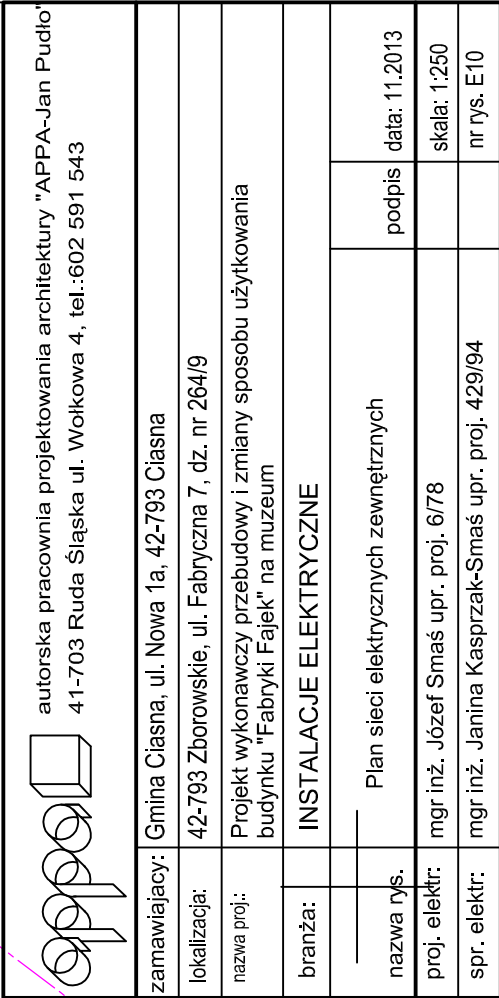 appa
autorska pracownia projektowania architektury "APPA-Jan Pudło"
41-703 Ruda Śląska ul. Wołkowa 4, tel.:602 591 543
zamawiajacy: Gmina Ciasna, ul. Nowa 1a, 42-793 Ciasna
lokalizacja: 42-793 Zborowskie, ul. Fabryczna 7, dz. nr 264/9
nazwa proj.: Projekt wykonawczy przebudowy i zmiany sposobu użytkowania
budynku "Fabryki Fajek" na muzeum
branża: INSTALACJE ELEKTRYCZNE
nazwa rys. Plan sieci elektrycznych zewnętrznych podpis data: 11.2013
proj. elektr: mgr inż. Józef Smaś upr. proj. 6/78 skala: 1:250
spr. elektr: mgr inż. Janina Kasprzak-Smaś upr. proj. 429/94 nr rys. E10